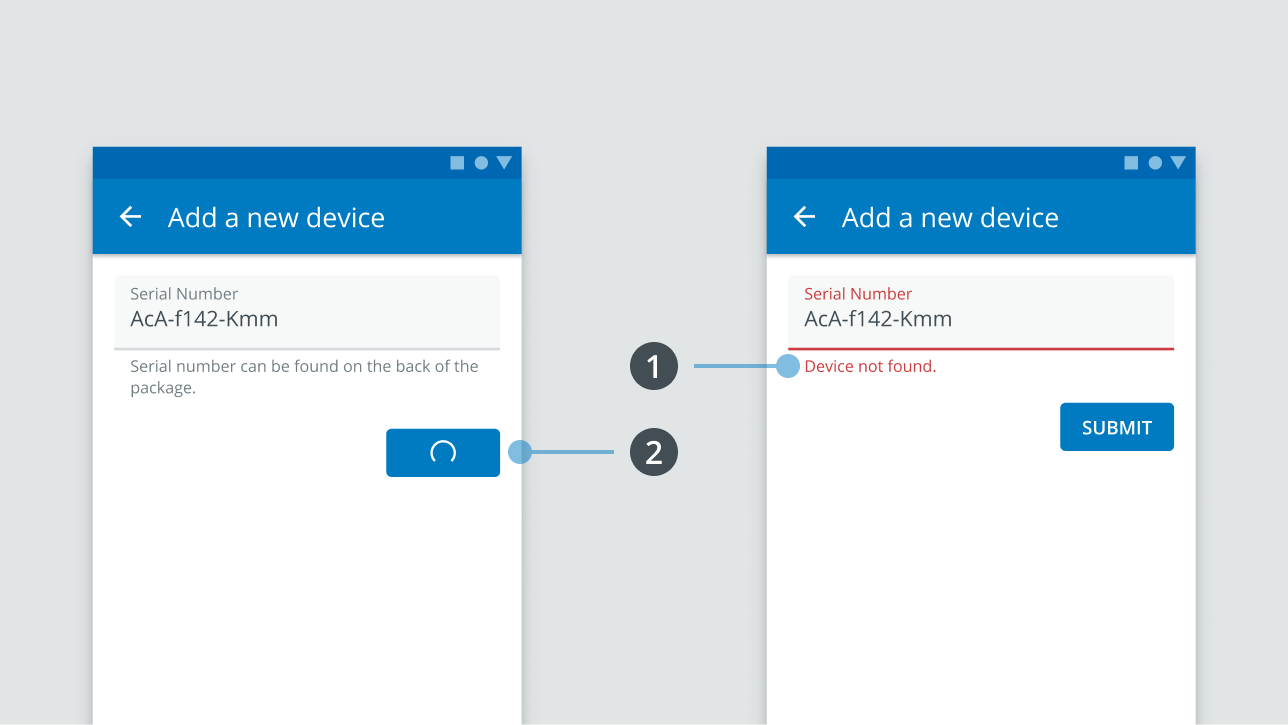 Add a new device
Serial Number
AcA-f142-Kmm
Serial number can be found on the back of the
package.
1
2
Add a new device
Serial Number
AcA-f142-Kmm
Device not found.
SUBMIT